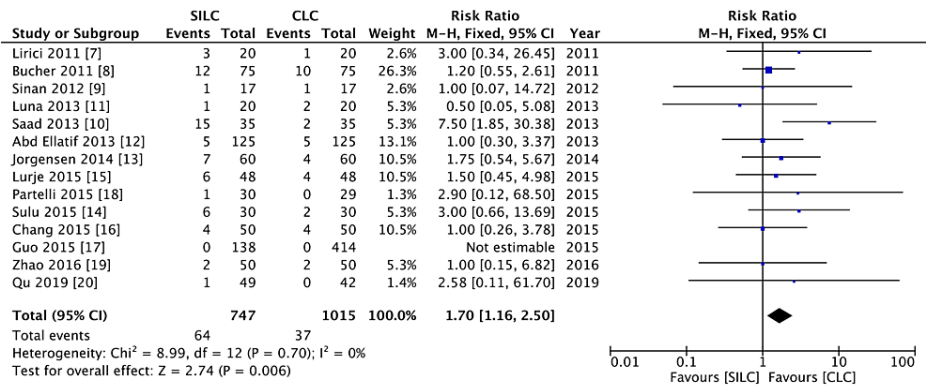 SILC CLC Risk Ratio Risk Ratio
Study or Subgroup Events Total Events Total Weight M-H, Fixed, 95% CI Year M-H, Fixed, 95% CI
Lirici 2011 [7] 3 20 1 20 2.6% 3.00 [0.34, 26.45] 2011
Bucher 2011 [8] 12 75 10 75 26.3% 1.20 [0.55, 2.61] 2011
Sinan 2012 [9] 1 17 1 17 2.6% 1.00 [0.07, 14.72] 2012
Luna 2013 [11] 1 20 2 20 5.3% 0.50 [0.05, 5.08] 2013
Saad 2013 [10] 15 35 2 35 5.3% 7.50 [1.85, 30.38] 2013
Abd Ellatif 2013 [12] 5 125 5 125 13.1% 1.00 [0.30, 3.37] 2013
Jorgensen 2014 [13] 7 60 4 60 10.5% 1.75 [0.54, 5.67] 2014
Lurje 2015 [15] 6 48 4 48 10.5% 1.50 [0.45, 4.98] 2015
Partelli 2015 [18] 1 30 0 29 1.3% 2.90 [0.12, 68.50] 2015
Sulu 2015 [14] 6 30 2 30 5.3% 3.00 [0.66, 13.69] 2015
Chang 2015 [16] 4 50 4 50 10.5% 1.00 [0.26, 3.78] 2015
Guo 2015 [17] 0 138 0 414 Not estimable 2015
Zhao 2016 [19] 2 50 2 50 5.3% 1.00 [0.15, 6.82] 2016
Qu 2019 [20] 1 49 0 42 1.4% 2.58 [0.11, 61.70] 2019
Total (95% CI) 747 1015 100.0% 1.70 [1.16, 2.50]
Total events 64 37
Heterogeneity: Chi² = 8.99, df = 12 (P = 0.70); I² = 0%
Test for overall effect: Z = 2.74 (P = 0.006)
0.01 0.1 1 10 100
Favours [SILC] Favours [CLC]